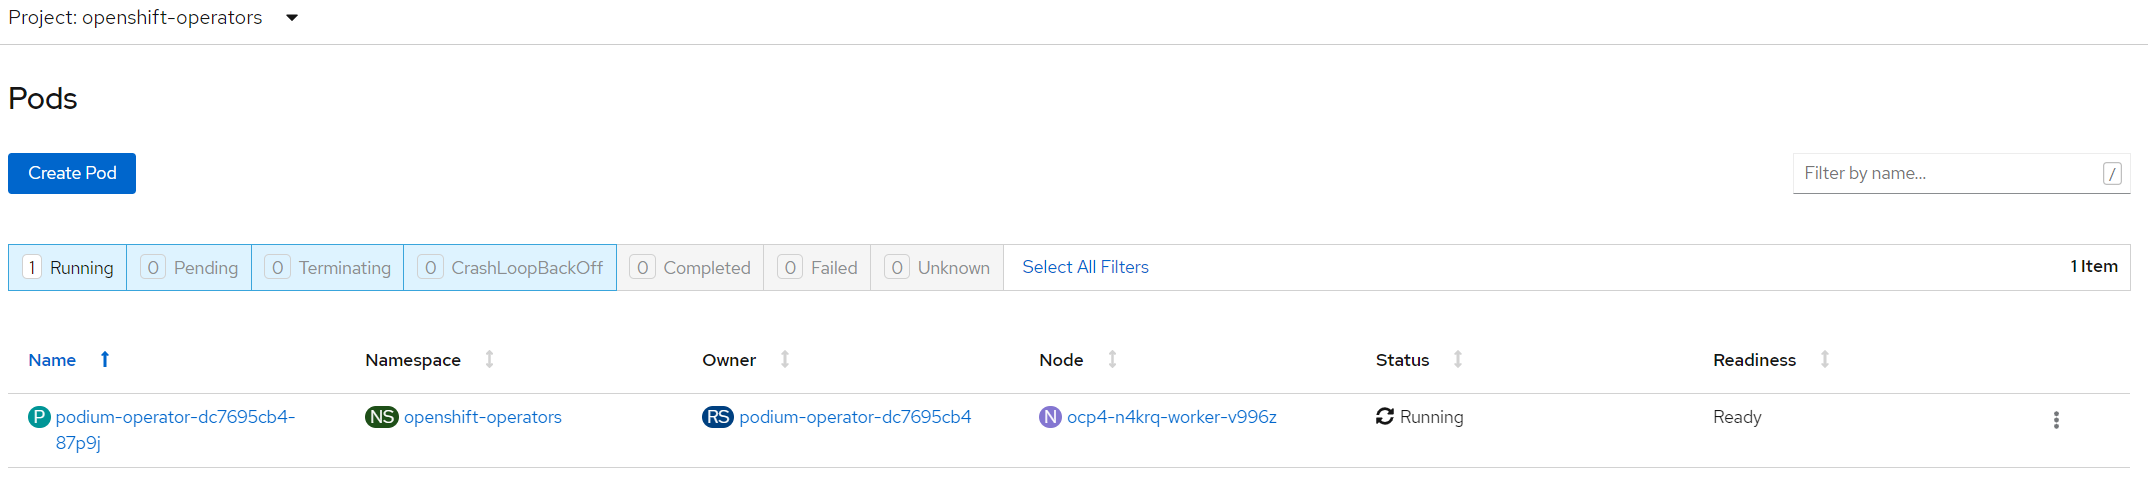 Project: openshift-operators
Pods
Create Pod
Filter by name...
/
1 Running 0 Pending 0 Terminating 0 CrashLoopBackOff 0 Completed 0 Failed 0 Unknown Select All Filters 1 Item
Name Namespace Owner Node Status Readiness
P podium-operator-dc7695cb4- NS openshift-operators RS podium-operator-dc7695cb4 N ocp4-n4krq-worker-v996z Running Ready
87p9j